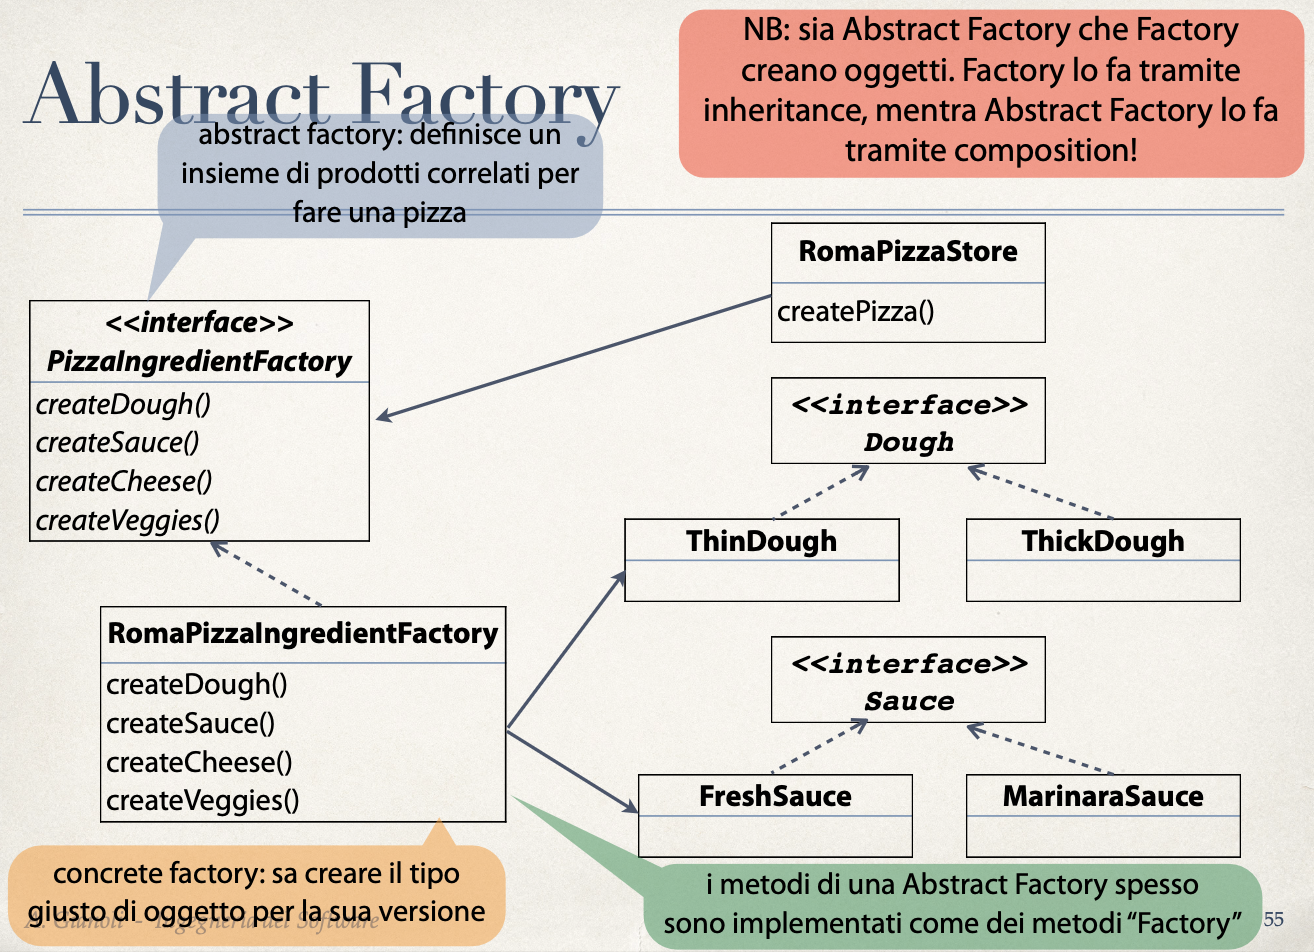 Abstract Factory
NB: sia Abstract Factory che Factory
creano oggetti. Factory lo fa tramite
inheritance, mentra Abstract Factory lo fa
tramite composition!
abstract factory: definisce un
insieme di prodotti correlati per
fare una pizza
RomaPizzaStore
createPizza()
<<interface>>
PizzaIngredientFactory
createDough()
createSauce()
createCheese()
createVeggies()
<<interface>>
Dough
ThinDough
ThickDough
RomaPizzaIngredientFactory
createDough()
createSauce()
createCheese()
createVeggies()
<<interface>>
Sauce
FreshSauce
MarinaraSauce
concrete factory: sa creare il tipo
giusto di oggetto per la sua versione
i metodi di una Abstract Factory spesso
sono implementati come dei metodi “Factory”
A. Gianoli - Ingegneria del Software
55